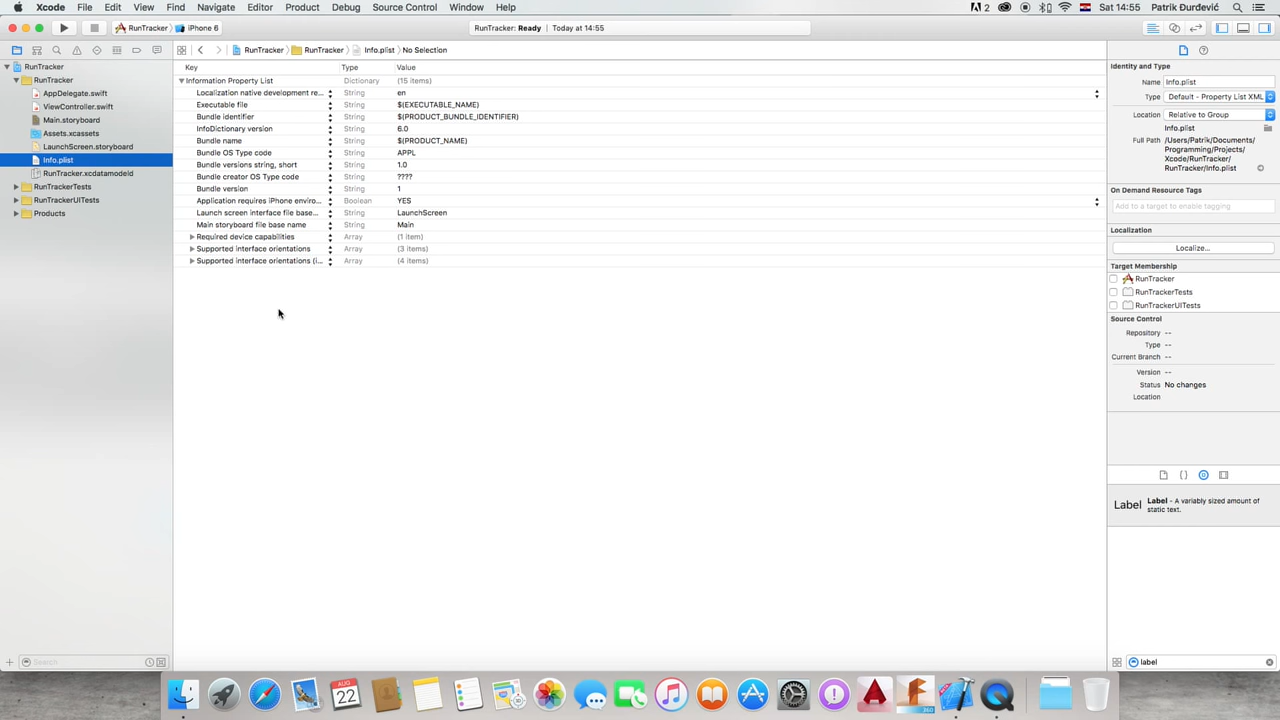 Xcode File Edit View Find Navigate Editor Product Debug Source Control Window Help
2 Sat 14:55 Patrik Đurđević
RunTracker iPhone 6
RunTracker: Ready Today at 14:55
RunTracker RunTracker Info.plist No Selection
RunTracker
RunTracker
AppDelegate.swift
ViewController.swift
Main.storyboard
Assets.xcassets
LaunchScreen.storyboard
Info.plist
RunTracker.xcdatamodeld
RunTrackerTests
RunTrackerUITests
Products
Search
Key Type Value
Information Property List Dictionary (15 items)
Localization native development re... String en
Executable file String $(EXECUTABLE_NAME)
Bundle identifier String $(PRODUCT_BUNDLE_IDENTIFIER)
InfoDictionary version String 6.0
Bundle name String $(PRODUCT_NAME)
Bundle OS Type code String APPL
Bundle versions string, short String 1.0
Bundle creator OS Type code String ????
Bundle version String 1
Application requires iPhone enviro... Boolean YES
Launch screen interface file base... String LaunchScreen
Main storyboard file base name String Main
Required device capabilities Array (1 item)
Supported interface orientations Array (3 items)
Supported interface orientations (i... Array (4 items)
Identity and Type
Name Info.plist
Type Default - Property List XML
Location Relative to Group
Info.plist
Full Path /Users/Patrik/Documents/
Programming/Projects/
Xcode/RunTracker/
RunTracker/Info.plist
On Demand Resource Tags
Add to a target to enable tagging
Localization
Localize...
Target Membership
RunTracker
RunTrackerTests
RunTrackerUITests
Source Control
Repository --
Type --
Current Branch --
Version --
Status No changes
Location
Label Label - A variably sized amount of
static text.
label
AUG
22